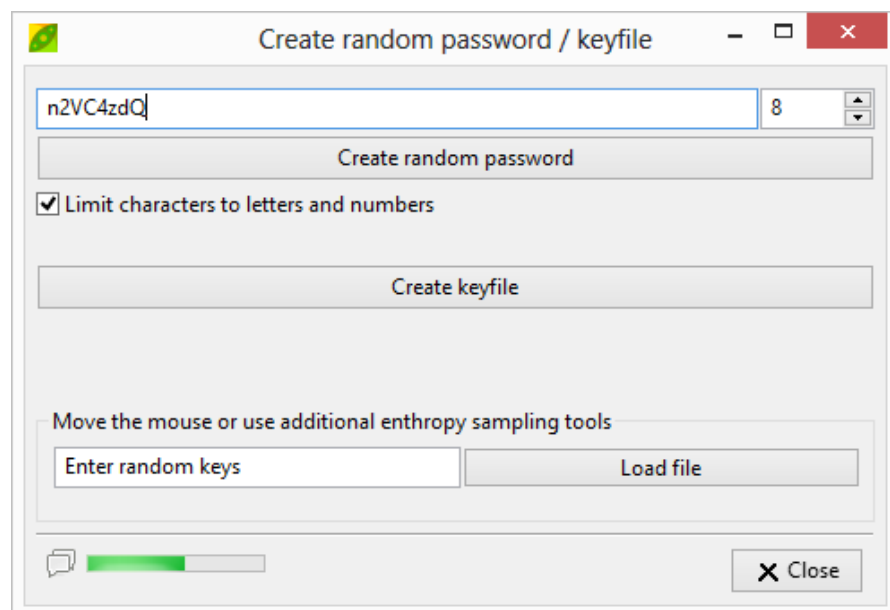 Create random password / keyfile
n2VC4zdQ 8
Create random password
Limit characters to letters and numbers
Create keyfile
Move the mouse or use additional enthropy sampling tools
Enter random keys Load file
Close